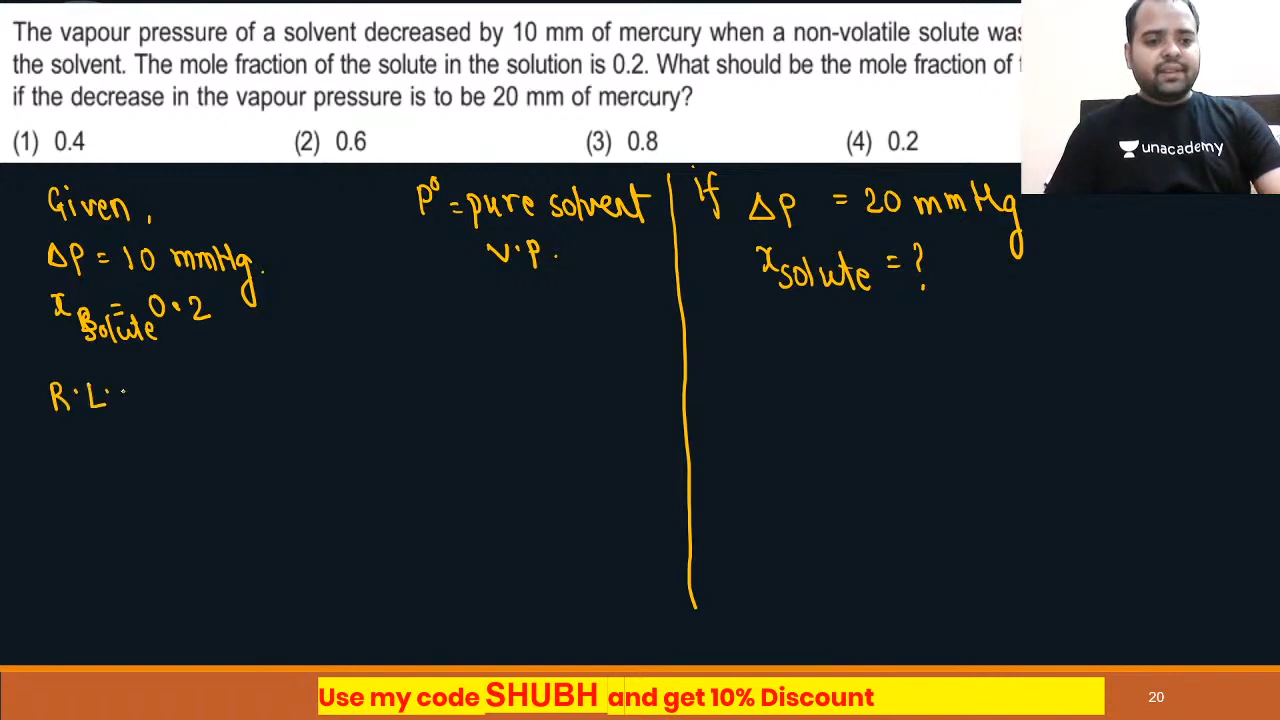 The vapour pressure of a solvent decreased by 10 mm of mercury when a non-volatile solute was
the solvent. The mole fraction of the solute in the solution is 0.2. What should be the mole fraction of
if the decrease in the vapour pressure is to be 20 mm of mercury?
(1) 0.4 (2) 0.6 (3) 0.8 (4) 0.2
unacademy
Given,
ΔP = 10 mmHg.
x solute = 0.2
R.L.
P° = pure solvent
v.p.
if ΔP = 20 mmHg
x solute = ?
Use my code SHUBH and get 10% Discount
20